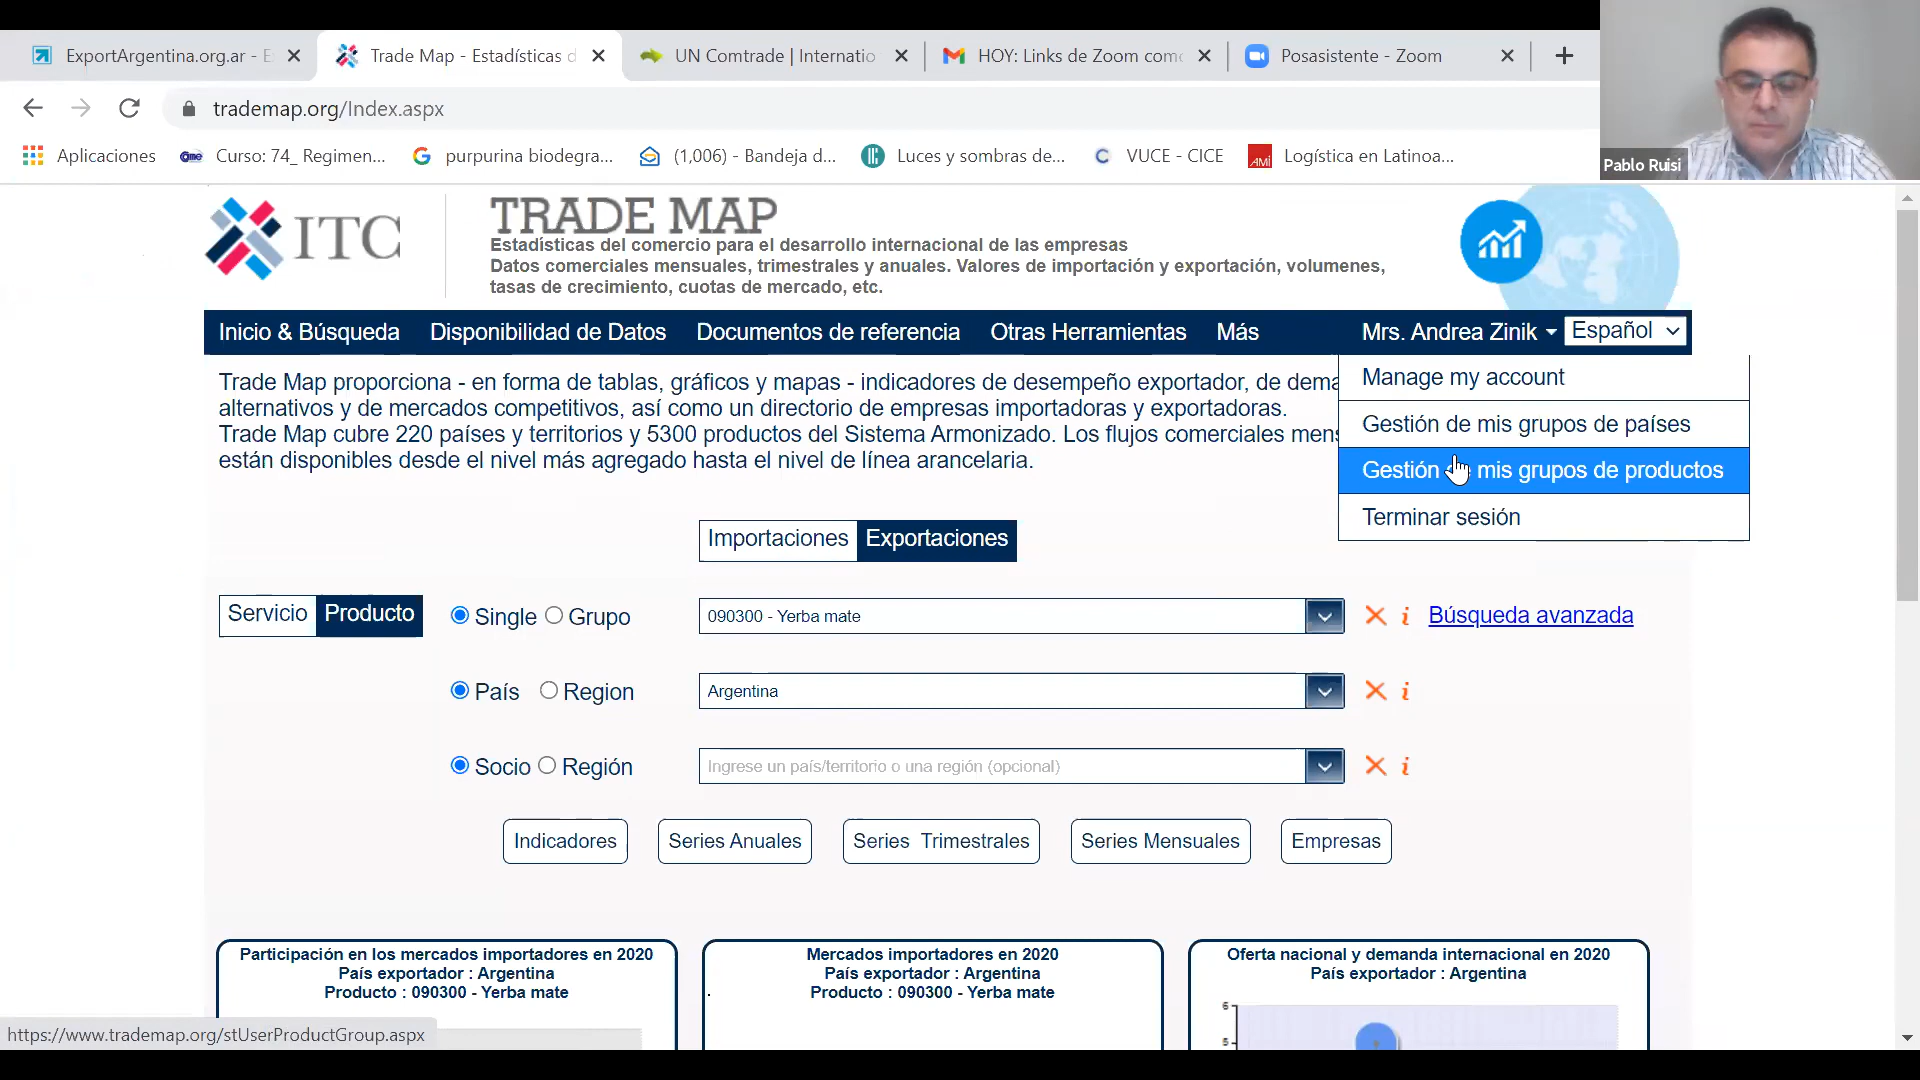 ExportArgentina.org.ar - E
Trade Map - Estadísticas d
UN Comtrade | Internatio
HOY: Links de Zoom com
Posasistente - Zoom
trademap.org/Index.aspx
Aplicaciones
Curso: 74_ Regimen...
purpurina biodegra...
(1,006) - Bandeja d...
Luces y sombras de...
VUCE - CICE
Logística en Latinoa...
Pablo Ruisi
ITC
TRADE MAP
Estadísticas del comercio para el desarrollo internacional de las empresas
Datos comerciales mensuales, trimestrales y anuales. Valores de importación y exportación, volumenes,
tasas de crecimiento, cuotas de mercado, etc.
Inicio & Búsqueda
Disponibilidad de Datos
Documentos de referencia
Otras Herramientas
Más
Mrs. Andrea Zinik
Español
Trade Map proporciona - en forma de tablas, gráficos y mapas - indicadores de desempeño exportador, de dema
alternativos y de mercados competitivos, así como un directorio de empresas importadoras y exportadoras.
Trade Map cubre 220 países y territorios y 5300 productos del Sistema Armonizado. Los flujos comerciales mens
están disponibles desde el nivel más agregado hasta el nivel de línea arancelaria.
Manage my account
Gestión de mis grupos de países
Gestión de mis grupos de productos
Terminar sesión
Importaciones
Exportaciones
Servicio
Producto
Single
Grupo
090300 - Yerba mate
Búsqueda avanzada
País
Region
Argentina
Socio
Región
Ingrese un país/territorio o una región (opcional)
Indicadores
Series Anuales
Series Trimestrales
Series Mensuales
Empresas
Participación en los mercados importadores en 2020
País exportador : Argentina
Producto : 090300 - Yerba mate
Mercados importadores en 2020
País exportador : Argentina
Producto : 090300 - Yerba mate
Oferta nacional y demanda internacional en 2020
País exportador : Argentina
6
5
https://www.trademap.org/stUserProductGroup.aspx